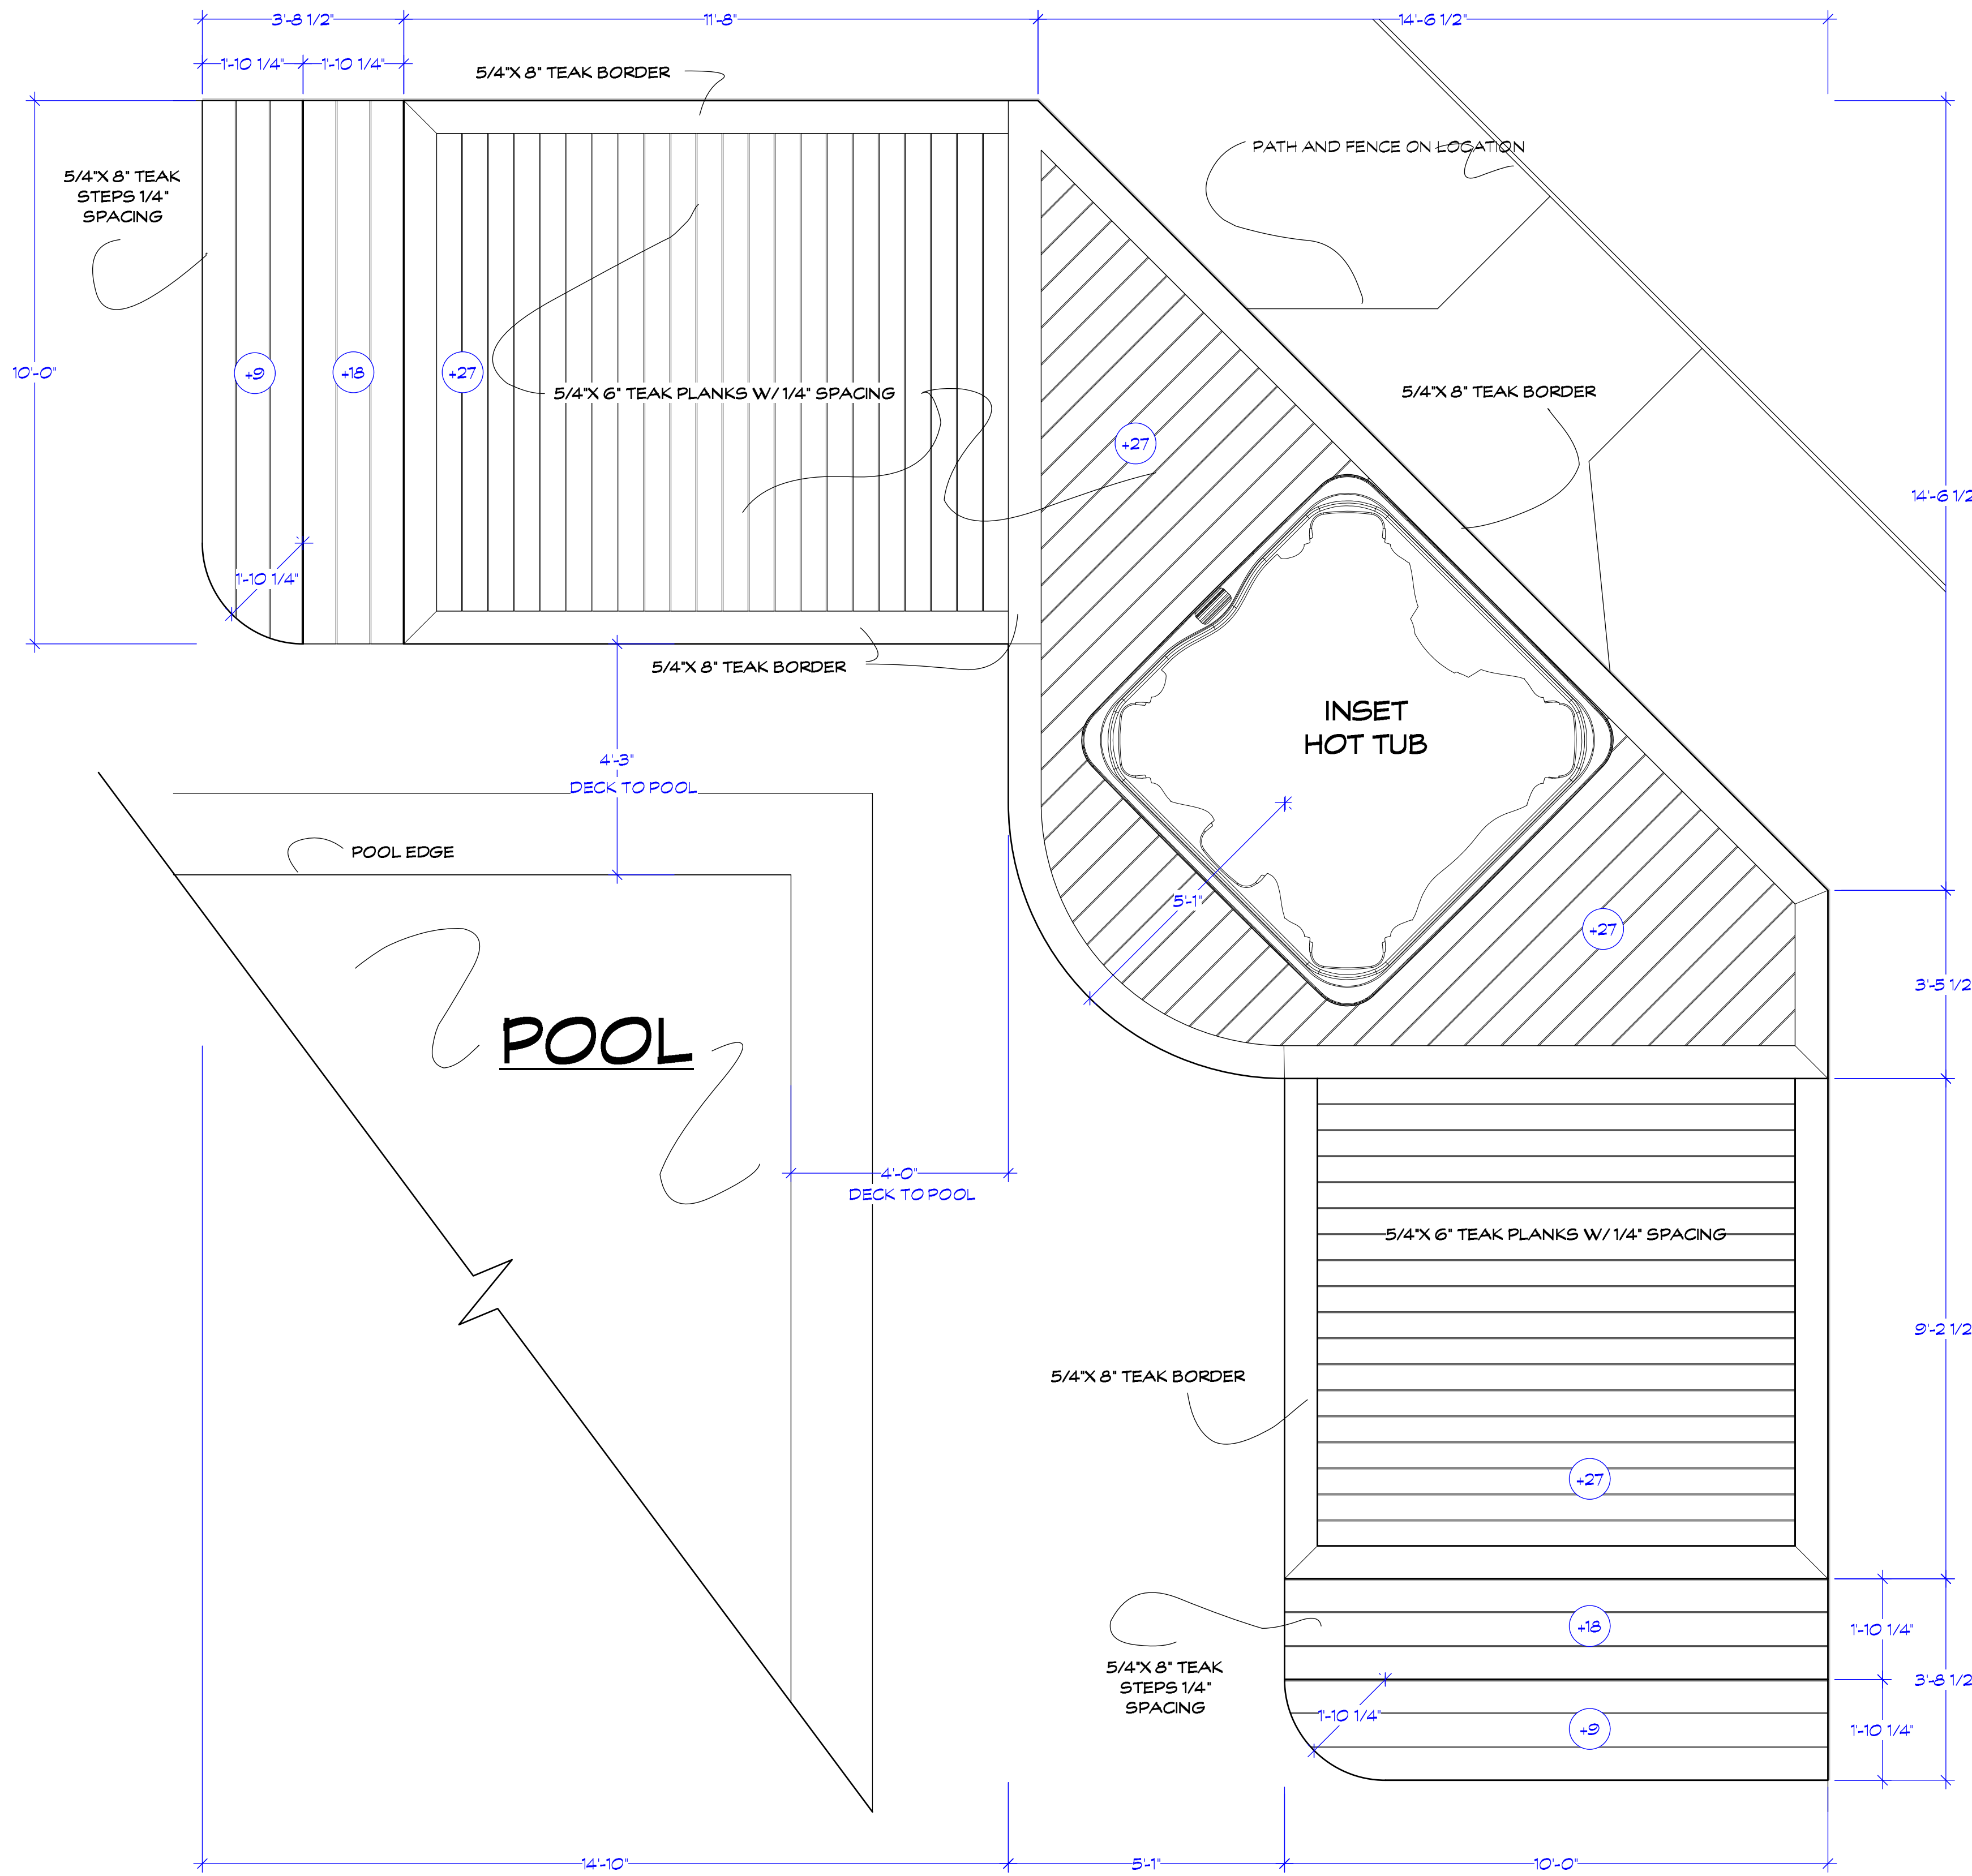 3'-8 1/2"
11'-8"
14'-6 1/2"
1'-10 1/4"
1'-10 1/4"
5/4"X 8" TEAK BORDER
PATH AND FENCE ON LOCATION
5/4"X 8" TEAK
STEPS 1/4"
SPACING
10'-0"
+9
+18
+27
5/4"X 6" TEAK PLANKS W/ 1/4" SPACING
5/4"X 8" TEAK BORDER
+27
14'-6 1/2
1'-10 1/4"
5/4"X 8" TEAK BORDER
INSET
HOT TUB
4'-3"
DECK TO POOL
POOL EDGE
5'-1"
+27
3'-5 1/2
POOL
4'-0"
DECK TO POOL
5/4"X 6" TEAK PLANKS W/ 1/4" SPACING
9'-2 1/2
5/4"X 8" TEAK BORDER
+27
+18
1'-10 1/4"
5/4"X 8" TEAK
STEPS 1/4"
SPACING
3'-8 1/2
1'-10 1/4"
+9
1'-10 1/4"
14'-10"
5'-1"
10'-0"